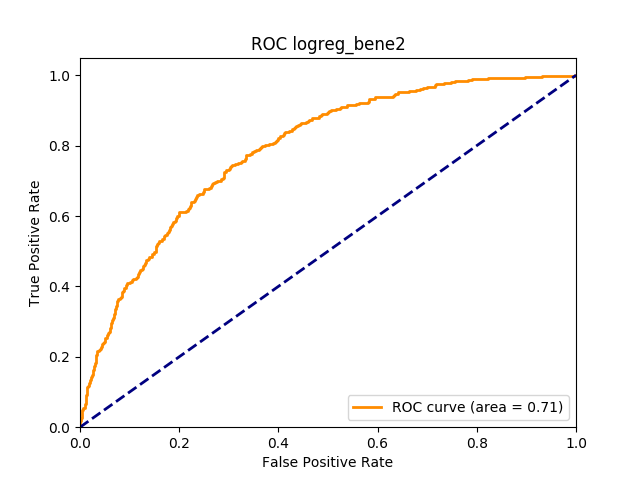 ROC logreg_bene2
True Positive Rate
1.0
0.8
0.6
0.4
0.2
0.0
0.0 0.2 0.4 0.6 0.8 1.0
False Positive Rate
ROC curve (area = 0.71)